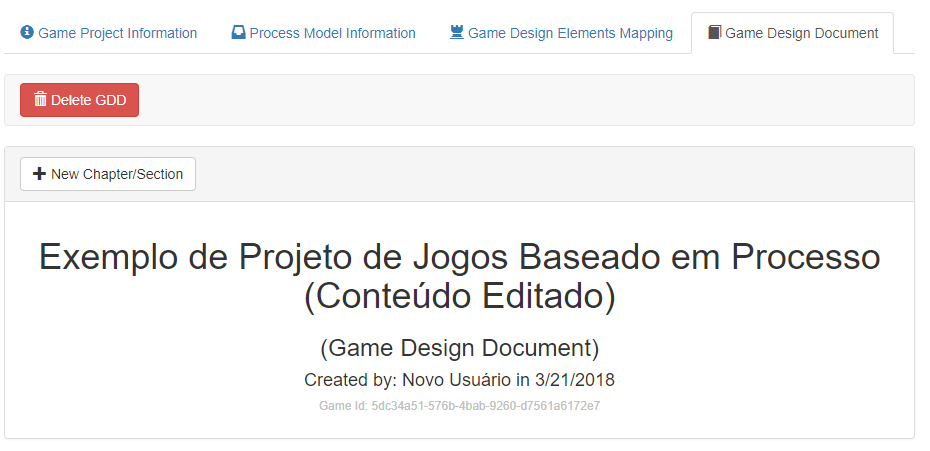 Game Project Information
Process Model Information
Game Design Elements Mapping
Game Design Document
Delete GDD
New Chapter/Section
Exemplo de Projeto de Jogos Baseado em Processo
(Conteúdo Editado)
(Game Design Document)
Created by: Novo Usuário in 3/21/2018
Game Id: 5dc34a51-576b-4bab-9260-d7561a6172e7